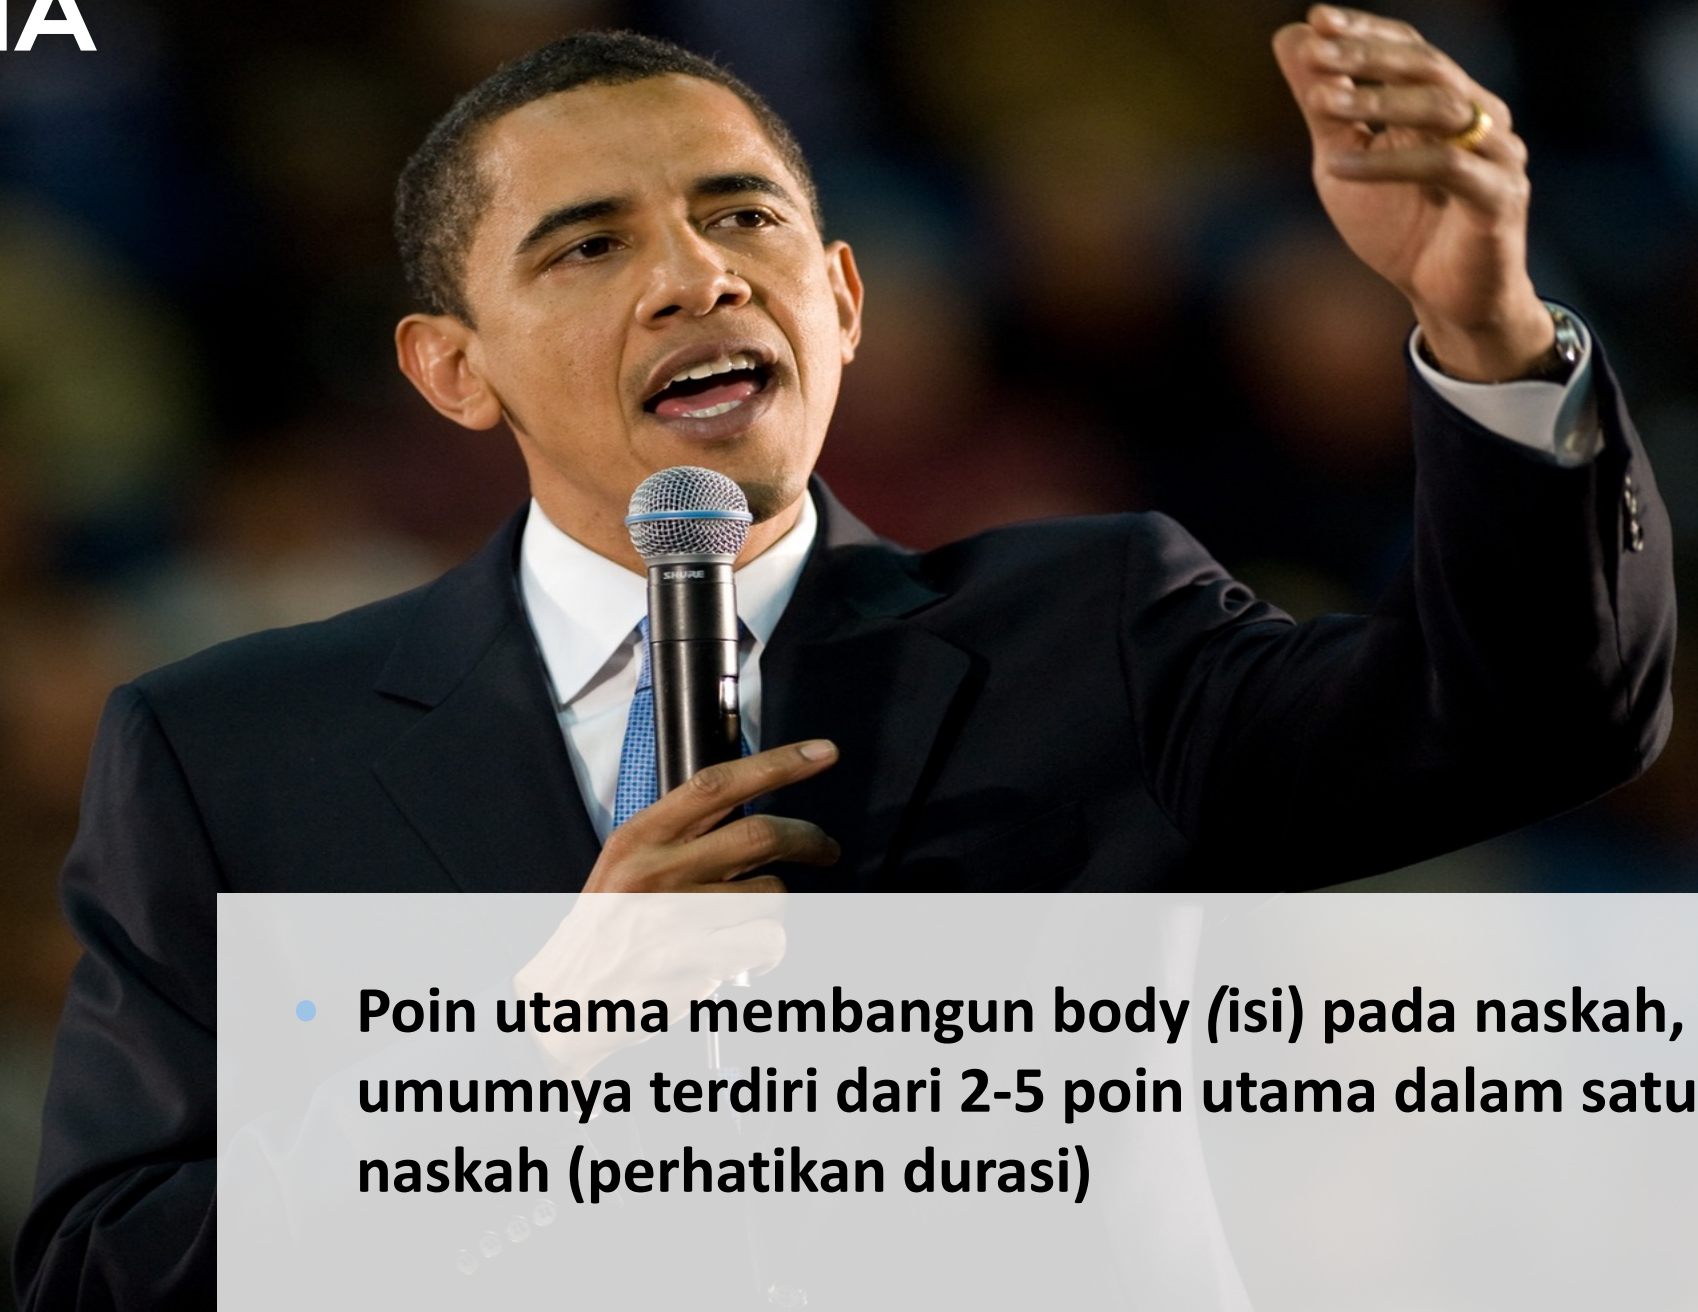 IA
SHURE
• Poin utama membangun body (isi) pada naskah,
umumnya terdiri dari 2-5 poin utama dalam satu
naskah (perhatikan durasi)